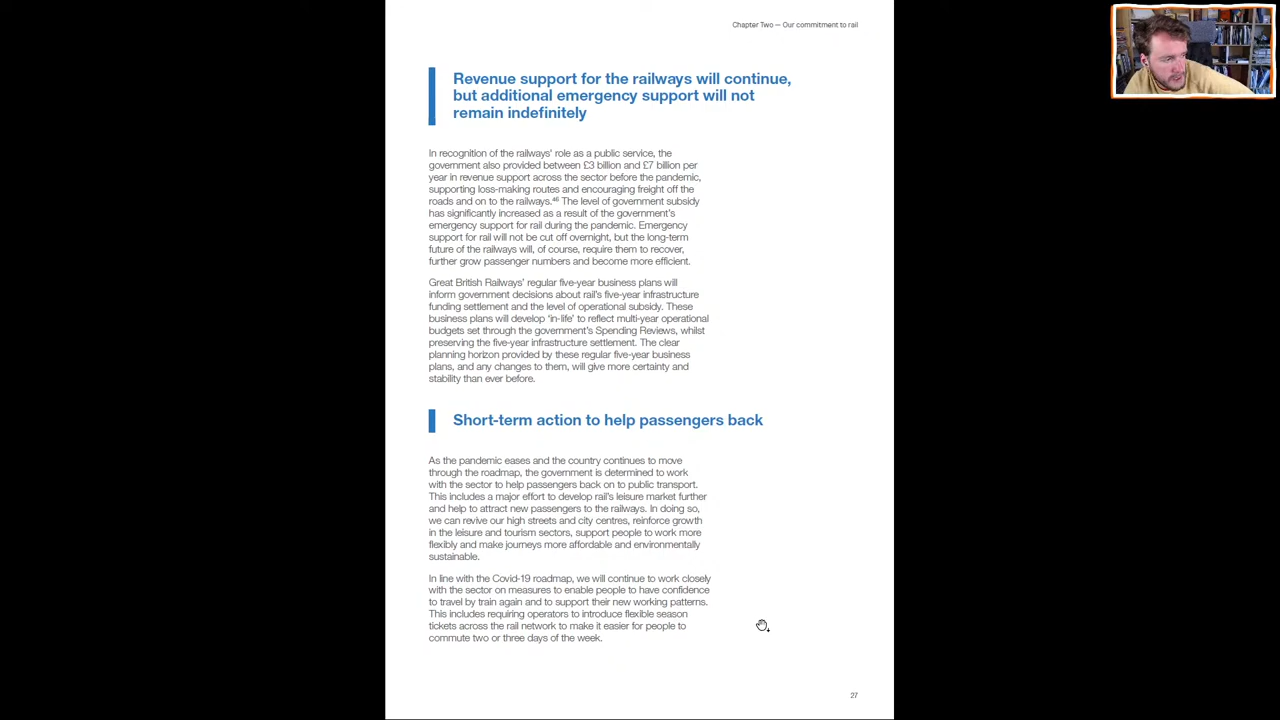 Chapter Two — Our commitment to rail
Revenue support for the railways will continue,
but additional emergency support will not
remain indefinitely
In recognition of the railways' role as a public service, the
government also provided between £3 billion and £7 billion per
year in revenue support across the sector before the pandemic,
supporting loss-making routes and encouraging freight off the
roads and on to the railways.⁴⁶ The level of government subsidy
has significantly increased as a result of the government's
emergency support for rail during the pandemic. Emergency
support for rail will not be cut off overnight, but the long-term
future of the railways will, of course, require them to recover,
further grow passenger numbers and become more efficient.
Great British Railways' regular five-year business plans will
inform government decisions about rail's five-year infrastructure
funding settlement and the level of operational subsidy. These
business plans will develop 'in-life' to reflect multi-year operational
budgets set through the government's Spending Reviews, whilst
preserving the five-year infrastructure settlement. The clear
planning horizon provided by these regular five-year business
plans, and any changes to them, will give more certainty and
stability than ever before.
Short-term action to help passengers back
As the pandemic eases and the country continues to move
through the roadmap, the government is determined to work
with the sector to help passengers back on to public transport.
This includes a major effort to develop rail's leisure market further
and help to attract new passengers to the railways. In doing so,
we can revive our high streets and city centres, reinforce growth
in the leisure and tourism sectors, support people to work more
flexibly and make journeys more affordable and environmentally
sustainable.
In line with the Covid-19 roadmap, we will continue to work closely
with the sector on measures to enable people to have confidence
to travel by train again and to support their new working patterns.
This includes requiring operators to introduce flexible season
tickets across the rail network to make it easier for people to
commute two or three days of the week.
27